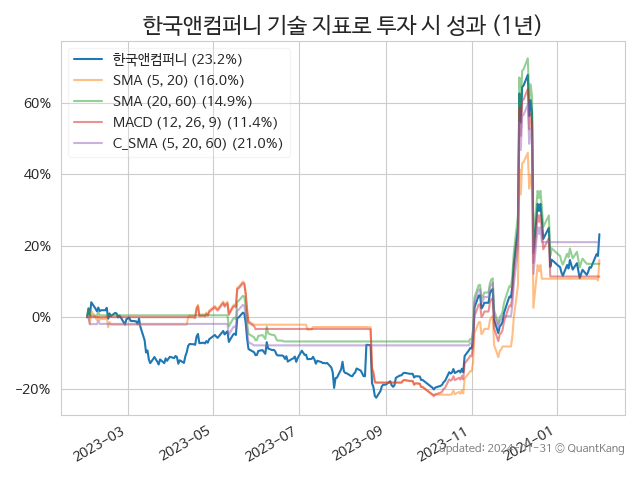 한국앤컴퍼니 기술 지표로 투자 시 성과 (1년)
한국앤컴퍼니 (23.2%)
SMA (5, 20) (16.0%)
SMA (20, 60) (14.9%)
MACD (12, 26, 9) (11.4%)
C_SMA (5, 20, 60) (21.0%)
60%
40%
20%
0%
−20%
2023-03
2023-05
2023-07
2023-09
2023-11
2024-01
updated: 2024-01-31 © QuantKang